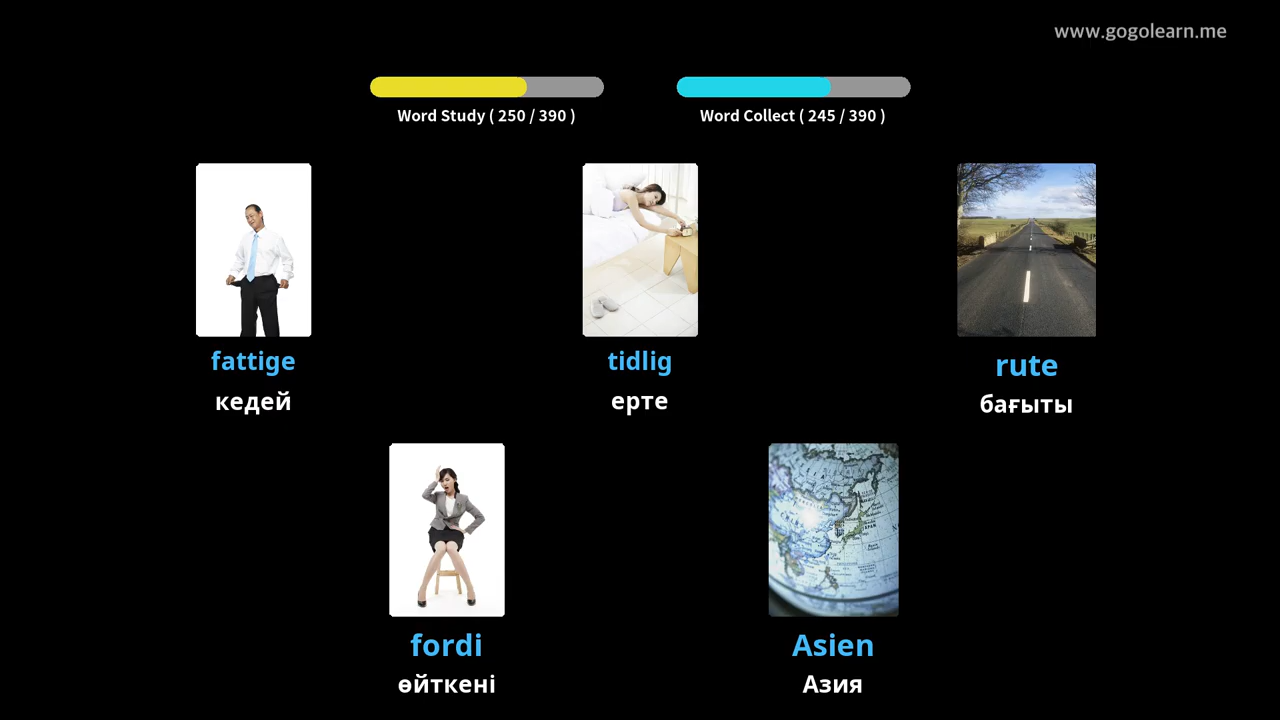 www.gogolearn.me
Word Study ( 250 / 390 )
Word Collect ( 245 / 390 )
fattige
кедей
tidlig
ерте
rute
бағыты
fordi
өйткені
Asien
Азия